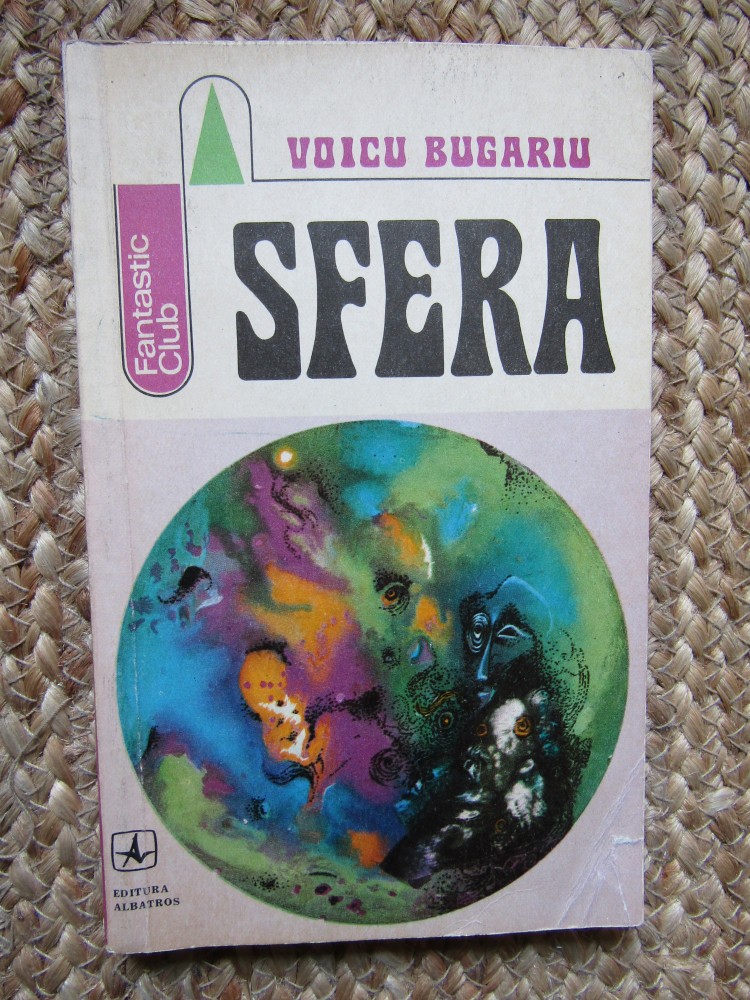 VOICU BUGARIU
SFERA
Fantastic
Club
EDITURA
ALBATROS